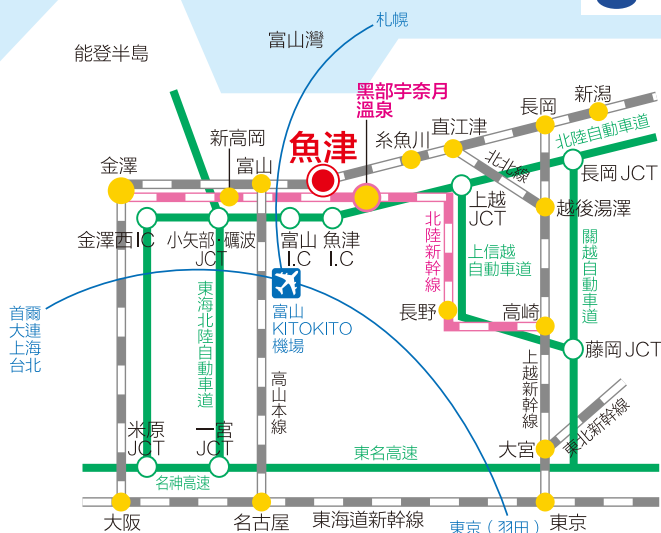 札幌
富山灣
能登半島
黑部宇奈月
溫泉
新潟
長岡
直江津
糸魚川
魚津
北陸自動車道
新高岡
富山
金澤
北北線
長岡 JCT
上越
JCT
越後湯澤
金澤西 IC
小矢部・礪波
JCT
富山
I.C
魚津
I.C
北陸新幹線
上信越
自動車道
關越自動車道
東海北陸自動車道
富山
KITOKITO
機場
首爾
大連
上海
台北
長野
高崎
藤岡 JCT
上越新幹線
高山本線
米原
JCT
一宮
JCT
大宮
東北新幹線
東名高速
名神高速
大阪
名古屋
東海道新幹線
東京（羽田）
東京